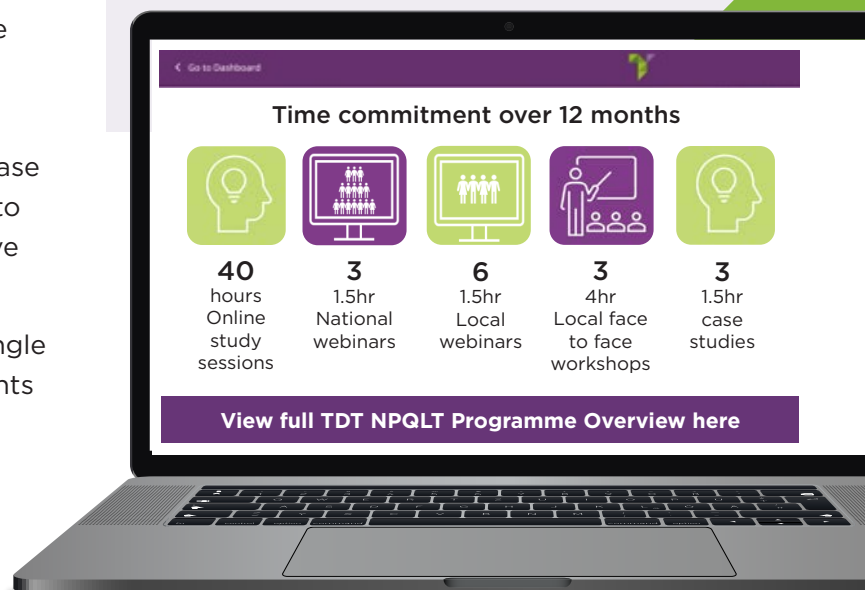 e
ase
to
ve
ngle
nts
Go to Dashboard
Time commitment over 12 months
40
hours
Online
study
sessions
3
1.5hr
National
webinars
6
1.5hr
Local
webinars
3
4hr
Local face
to face
workshops
3
1.5hr
case
studies
View full TDT NPQLT Programme Overview here